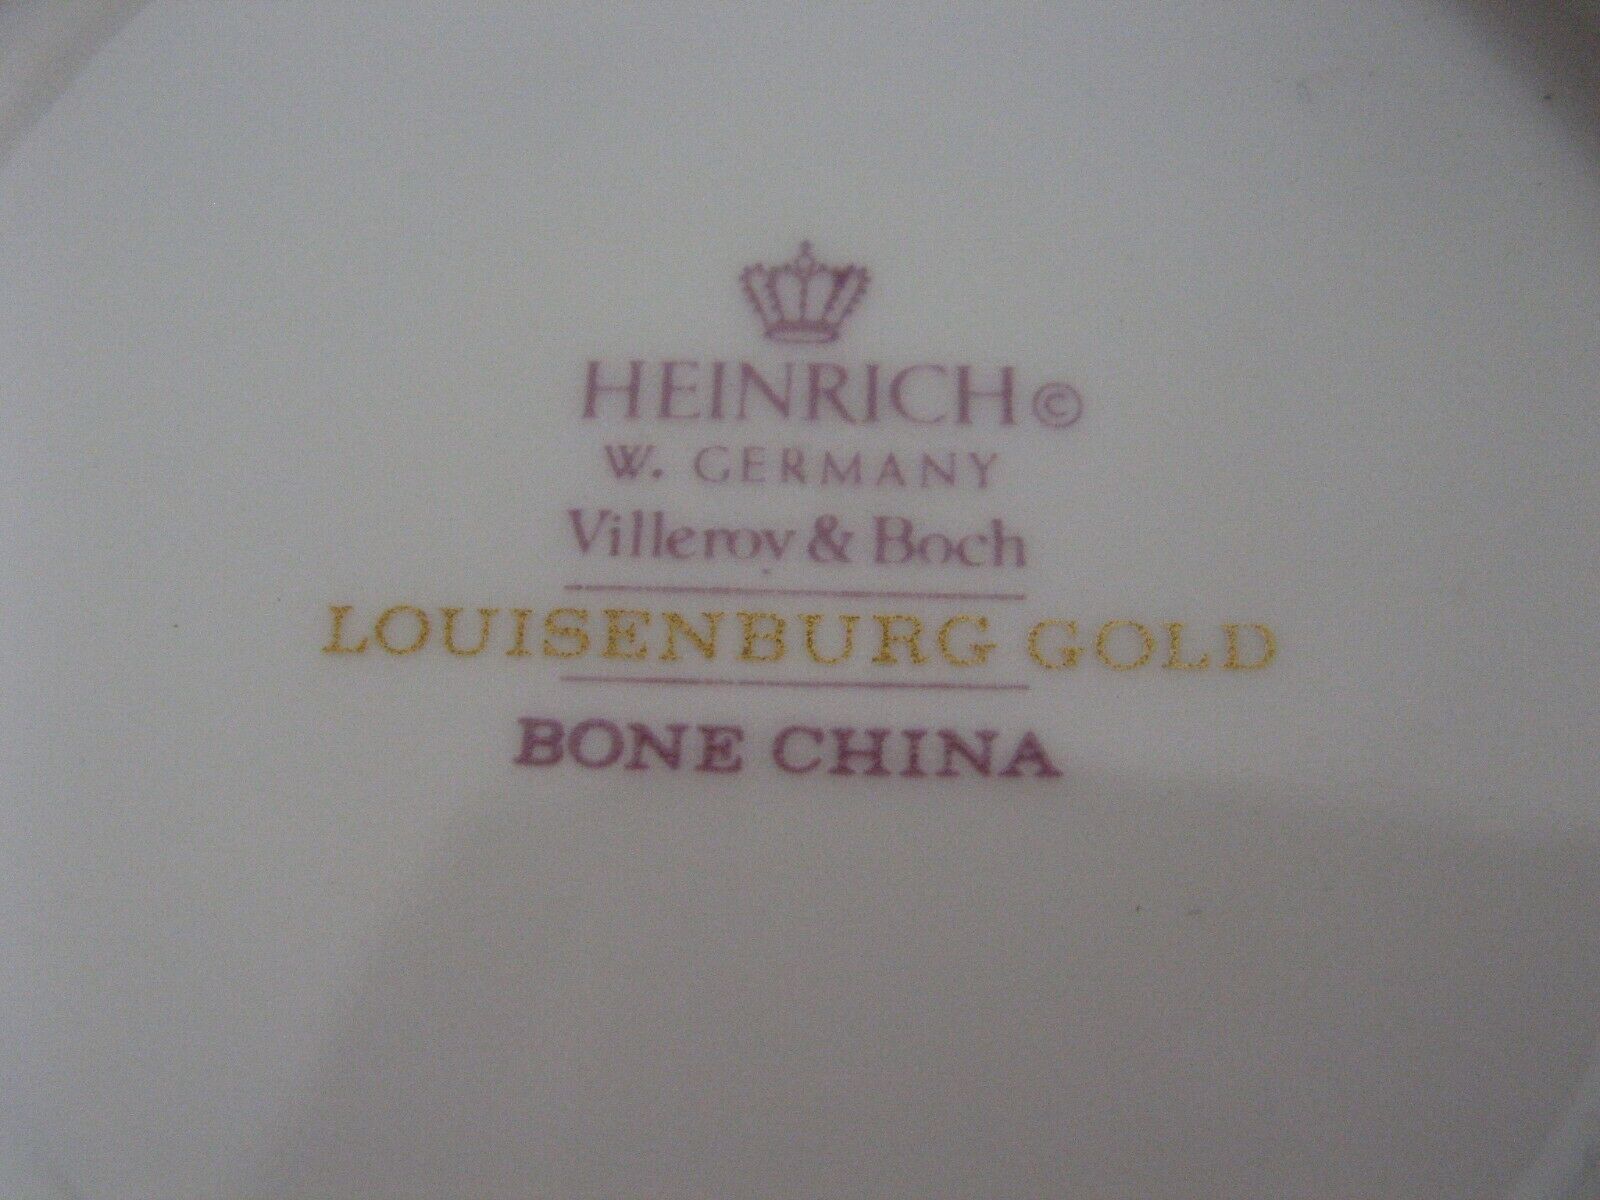 HEINRICH©
W. GERMANY
Villeroy & Boch
LOUISENBURG GOLD
BONE CHINA